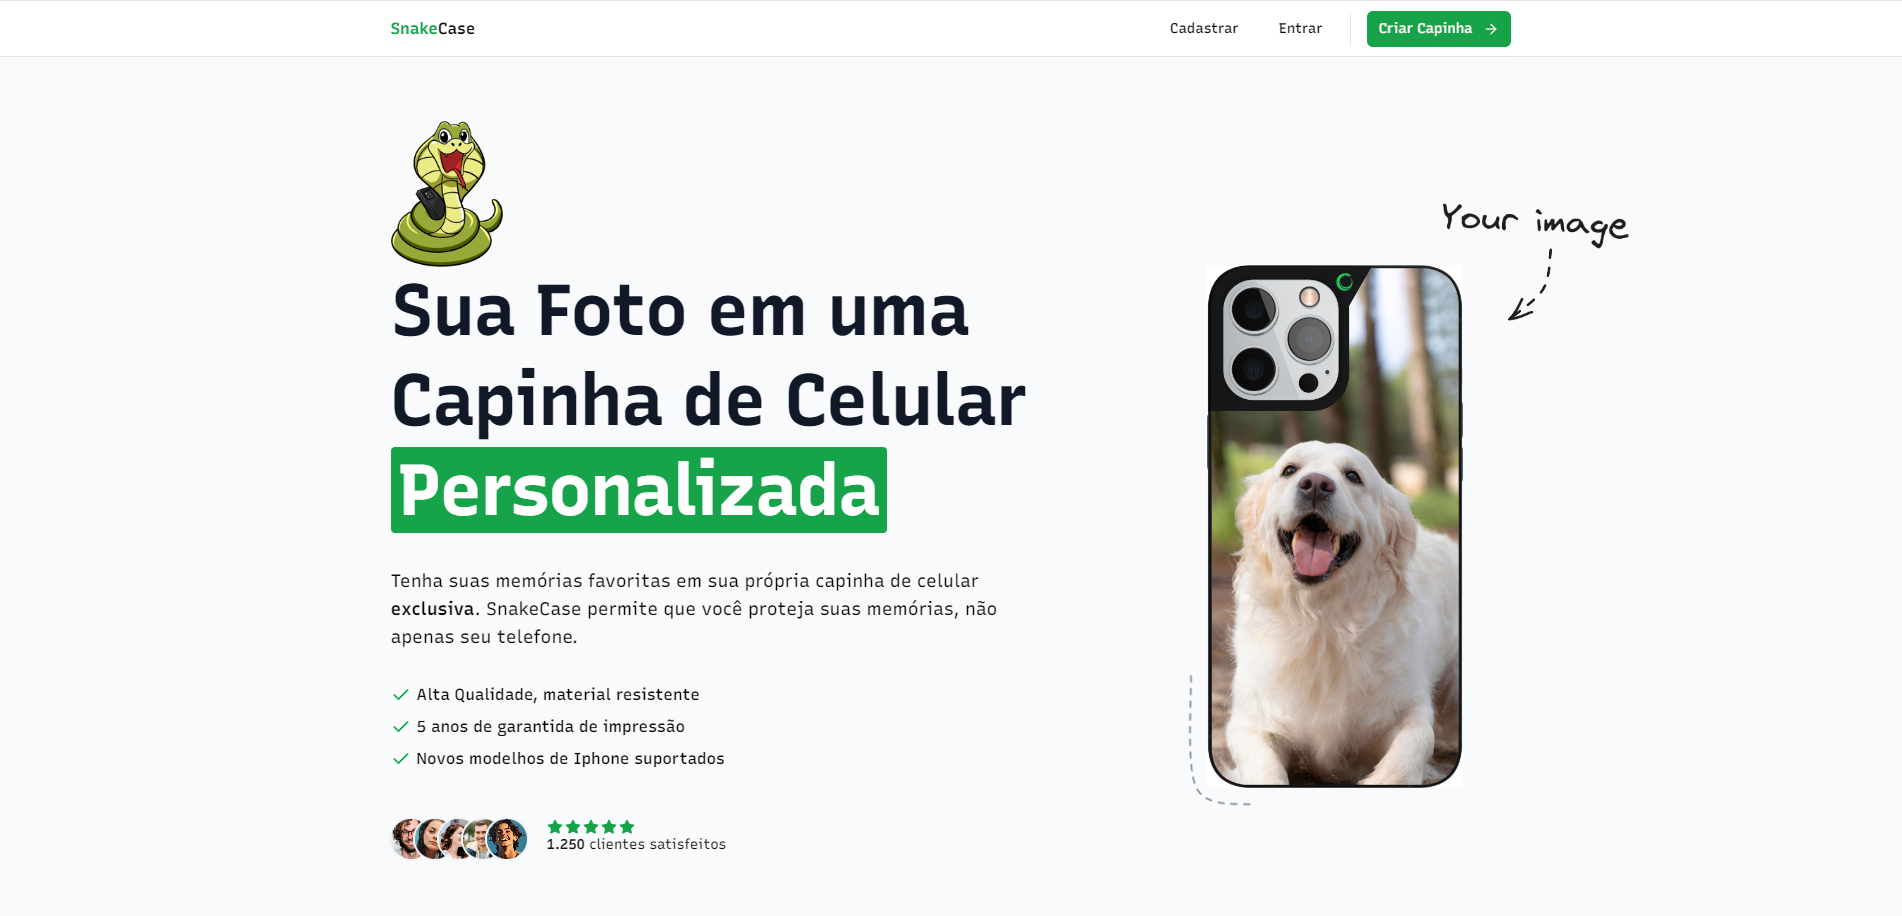 SnakeCase
Cadastrar
Entrar
Criar Capinha
Your image
Sua Foto em uma
Capinha de Celular
Personalizada
Tenha suas memórias favoritas em sua própria capinha de celular
exclusiva. SnakeCase permite que você proteja suas memórias, não
apenas seu telefone.
Alta Qualidade, material resistente
5 anos de garantida de impressão
Novos modelhos de Iphone suportados
1.250 clientes satisfeitos